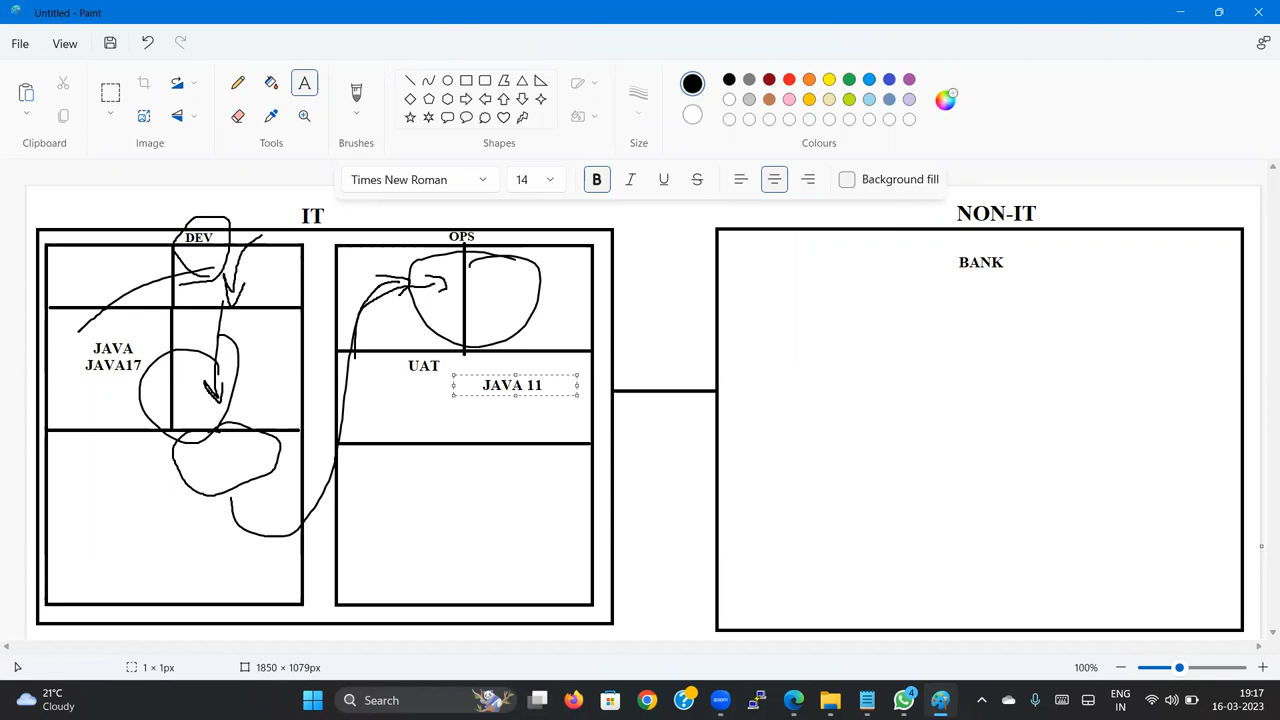 Untitled - Paint
File
View
Clipboard
Image
Tools
Brushes
Shapes
Size
Colours
Times New Roman
14
B
I
U
Background fill
IT
NON-IT
DEV
OPS
BANK
JAVA
JAVA17
UAT
JAVA 11
1 × 1px
1850 × 1079px
100%
21°C
Cloudy
Search
4
ENG
IN
19:17
16-03-2023